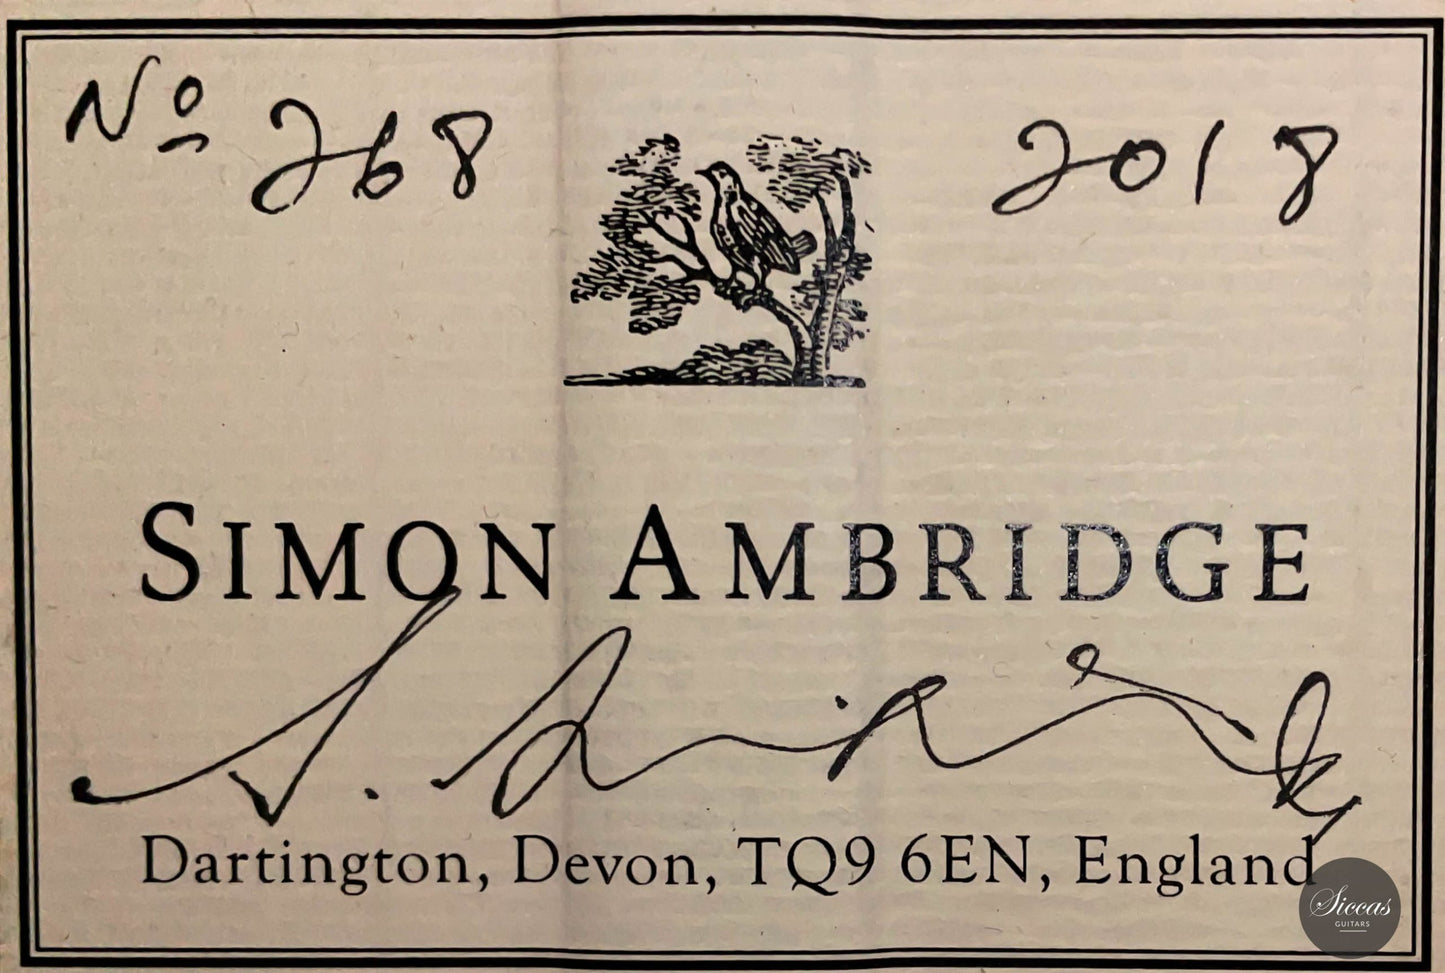 Nº 268 2018
SIMON AMBRIDGE
Dartington, Devon, TQ9 6EN, England
Siccas
GUITARS